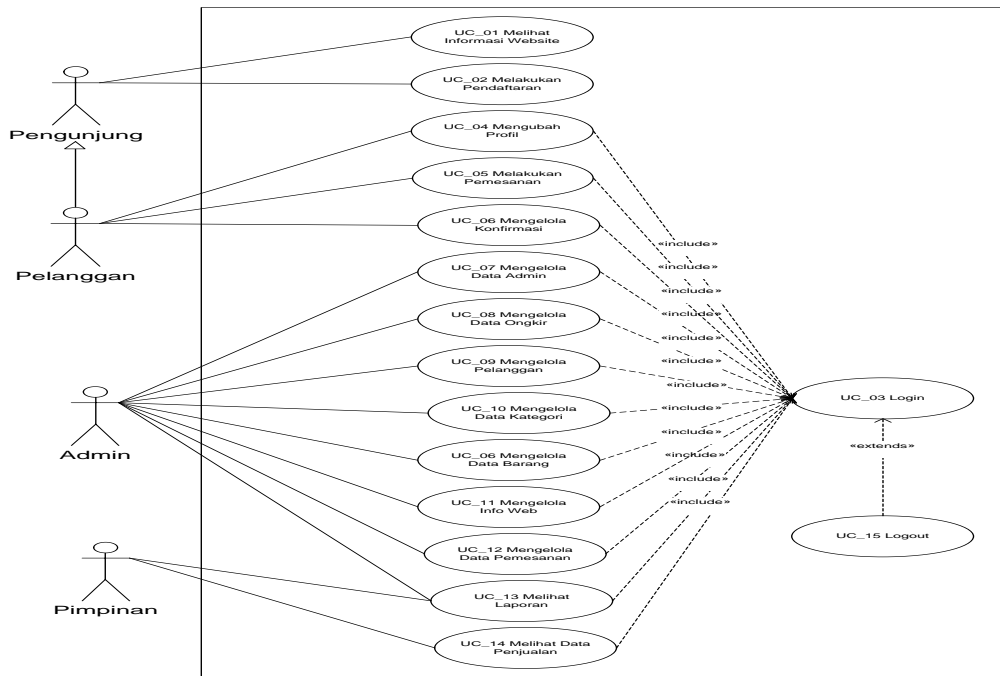 UC_01 Melihat
Informasi Website
UC_02 Melakukan
Pendaftaran
Pengunjung
UC_04 Mengubah
Profil
UC_05 Melakukan
Pemesanan
UC_06 Mengelola
Konfirmasi
Pelanggan
UC_07 Mengelola
Data Admin
UC_08 Mengelola
Data Ongkir
UC_09 Mengelola
Pelanggan
UC_10 Mengelola
Data Kategori
Admin
UC_06 Mengelola
Data Barang
UC_11 Mengelola
Info Web
UC_12 Mengelola
Data Pemesanan
Pimpinan
UC_13 Melihat
Laporan
UC_14 Melihat Data
Penjualan
«include»
«include»
«include»
«include»
«include»
«include»
«include»
«include»
«include»
«include»
«include»
«include»
UC_03 Login
«extends»
UC_15 Logout